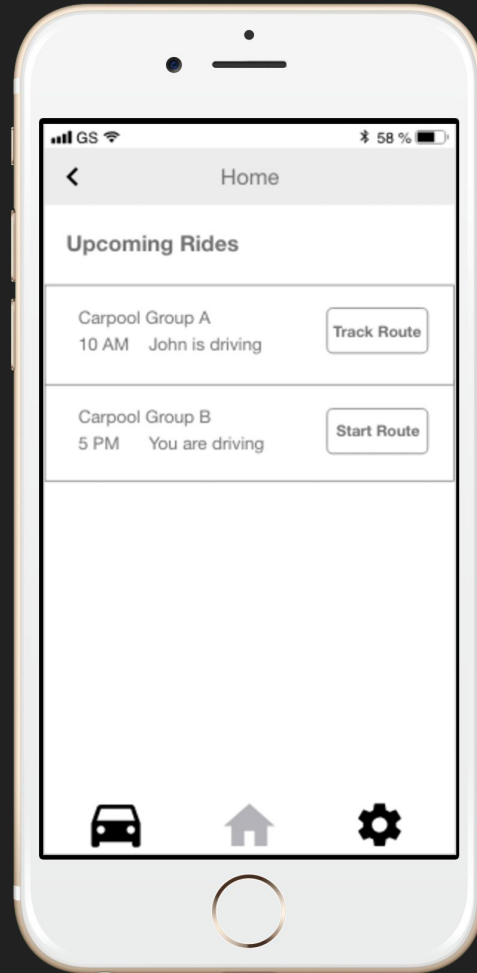 GS 58 %
Home
Upcoming Rides
Carpool Group A
10 AM John is driving
Track Route
Carpool Group B
5 PM You are driving
Start Route